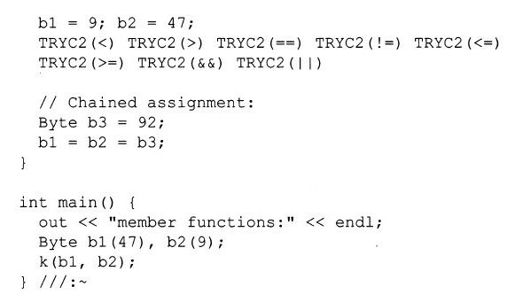 b1 = 9; b2 = 47;
TRYC2(<) TRYC2(>) TRYC2(==) TRYC2(!=) TRYC2(<=)
TRYC2(>=) TRYC2(&&) TRYC2(||)
// Chained assignment:
Byte b3 = 92;
b1 = b2 = b3;
}
int main() {
out << "member functions:" << endl;
Byte b1(47), b2(9);
k(b1, b2);
} ///:~